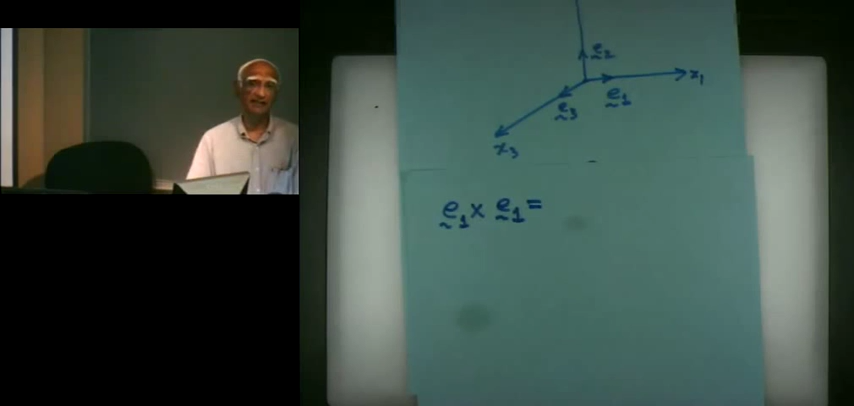 e2
x1
e3 e1
x3
e1 × e1 =